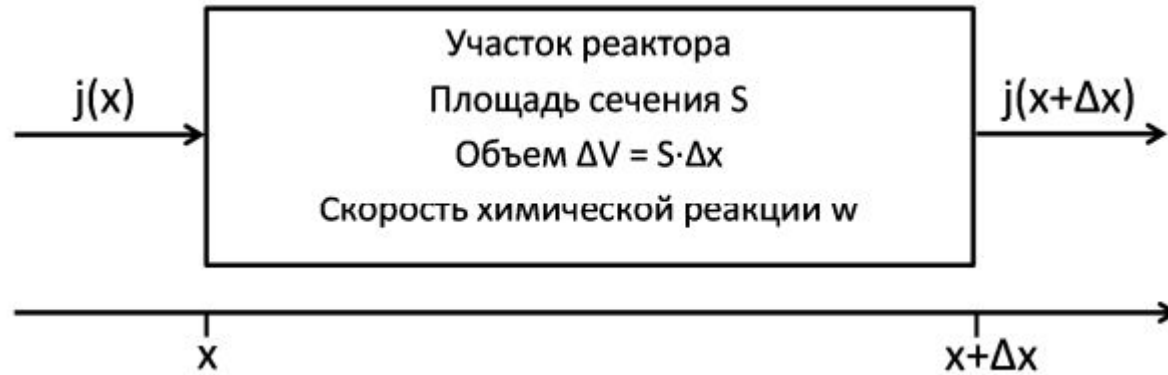 Участок реактора
j(x)
Площадь сечения S
j(x+Δx)
Объем ΔV = S·Δx
Скорость химической реакции w
x
x+Δx